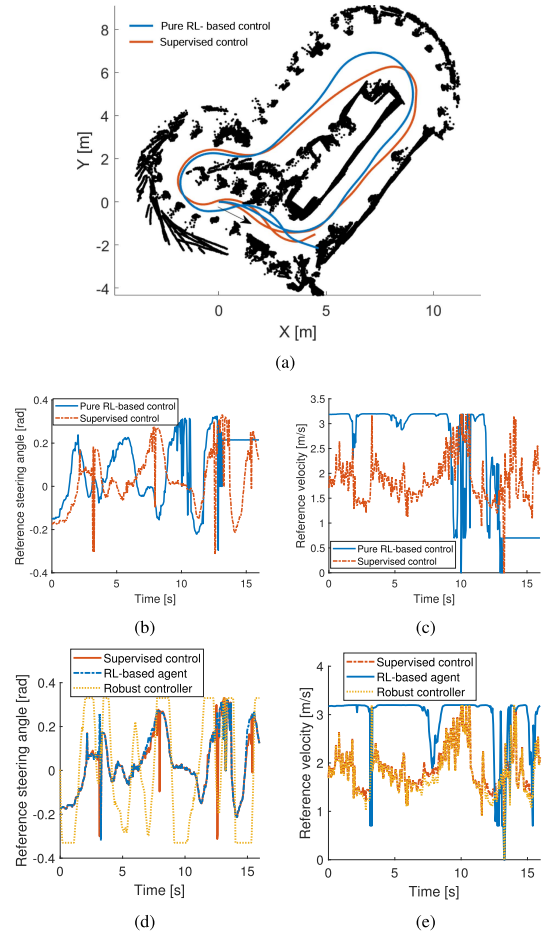 Pure RL- based control
Supervised control
Y [m]
8
6
4
2
0
-2
-4
0
5
10
X [m]
(a)
Reference steering angle [rad]
0.4
0.2
0
-0.2
-0.4
Pure RL-based control
Supervised control
0
5
10
15
Time [s]
(b)
Reference velocity [m/s]
3.5
3
2.5
2
1.5
1
0.5
0
Pure RL-based control
Supervised control
0
5
10
15
Time [s]
(c)
Supervised control
RL-based agent
Robust controller
Reference steering angle [rad]
0.4
0.2
0
-0.2
-0.4
0
5
10
15
Time [s]
(d)
Supervised control
RL-based agent
Robust controller
Reference velocity [m/s]
4
3
2
1
0
0
5
10
15
Time [s]
(e)